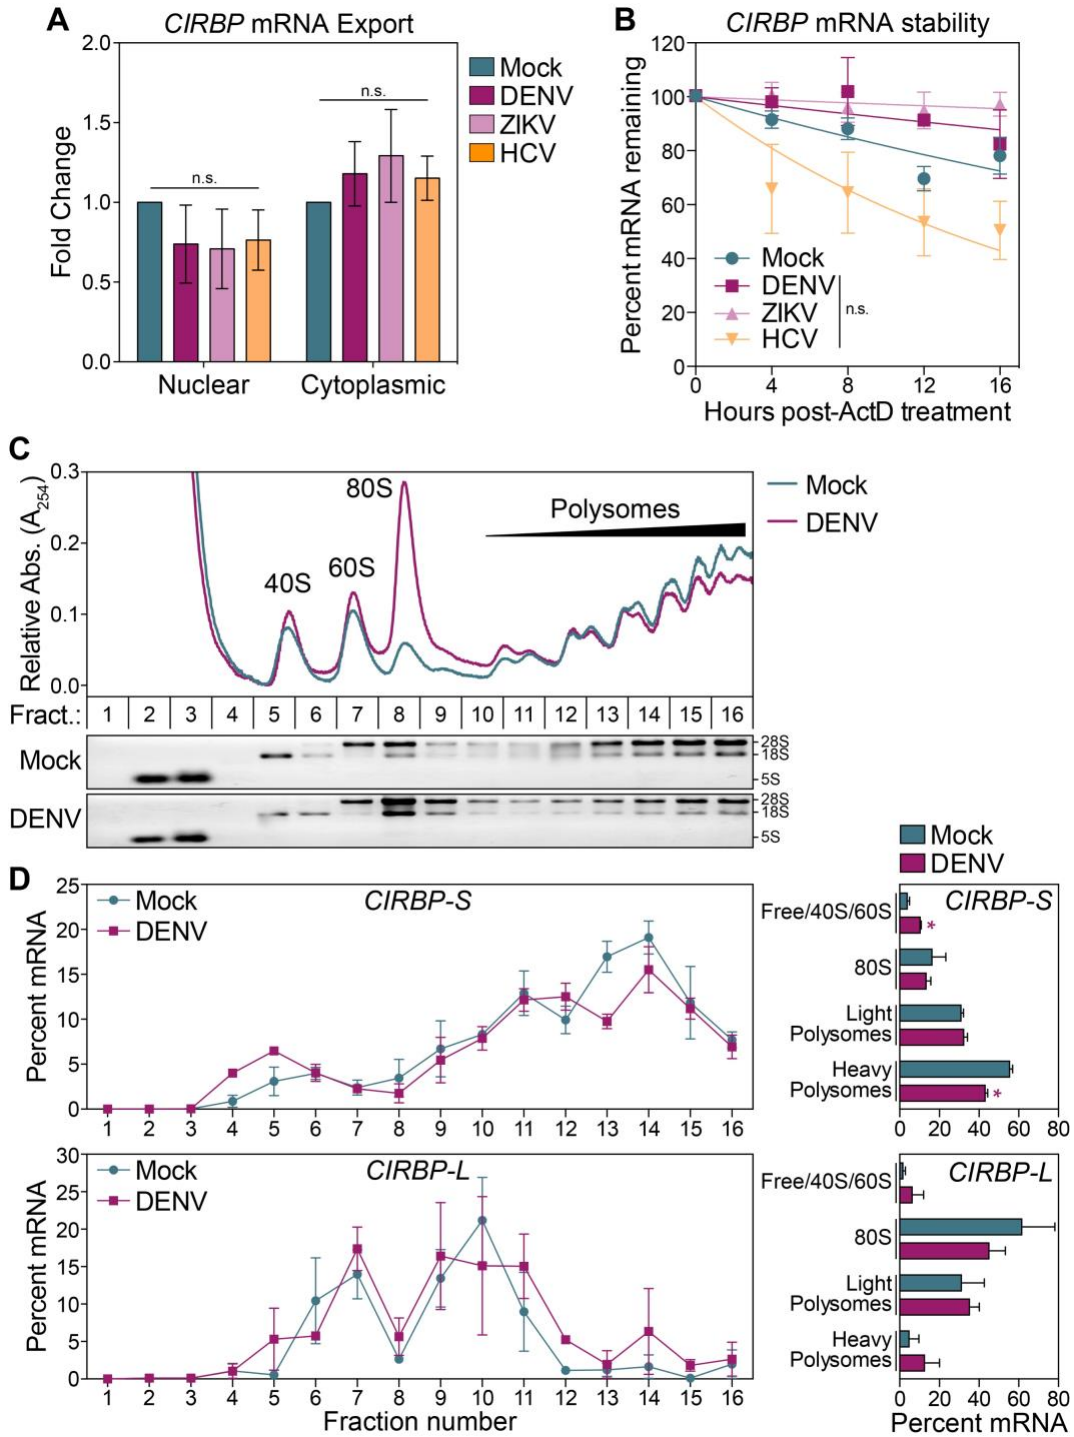 A
CIRBP mRNA Export
Fold Change
2.0
1.5
1.0
0.5
0.0
n.s.
n.s.
Nuclear
Cytoplasmic
Mock
DENV
ZIKV
HCV
B
CIRBP mRNA stability
Percent mRNA remaining
120
100
80
60
40
20
0
Mock
DENV
ZIKV
HCV
n.s.
0 4 8 12 16
Hours post-ActD treatment
C
Relative Abs. (A254)
0.3
0.2
0.1
0.0
40S
60S
80S
Polysomes
Mock
DENV
Fract.: 1 2 3 4 5 6 7 8 9 10 11 12 13 14 15 16
Mock
28S
18S
5S
DENV
28S
18S
5S
D
Percent mRNA
25
20
15
10
5
0
Mock
DENV
CIRBP-S
1 2 3 4 5 6 7 8 9 10 11 12 13 14 15 16
Mock
DENV
CIRBP-S
Free/40S/60S
*
80S
Light
Polysomes
Heavy
Polysomes
*
0 20 40 60 80
Percent mRNA
30
25
20
15
10
5
0
Mock
DENV
CIRBP-L
1 2 3 4 5 6 7 8 9 10 11 12 13 14 15 16
Fraction number
CIRBP-L
Free/40S/60S
80S
Light
Polysomes
Heavy
Polysomes
0 20 40 60 80
Percent mRNA